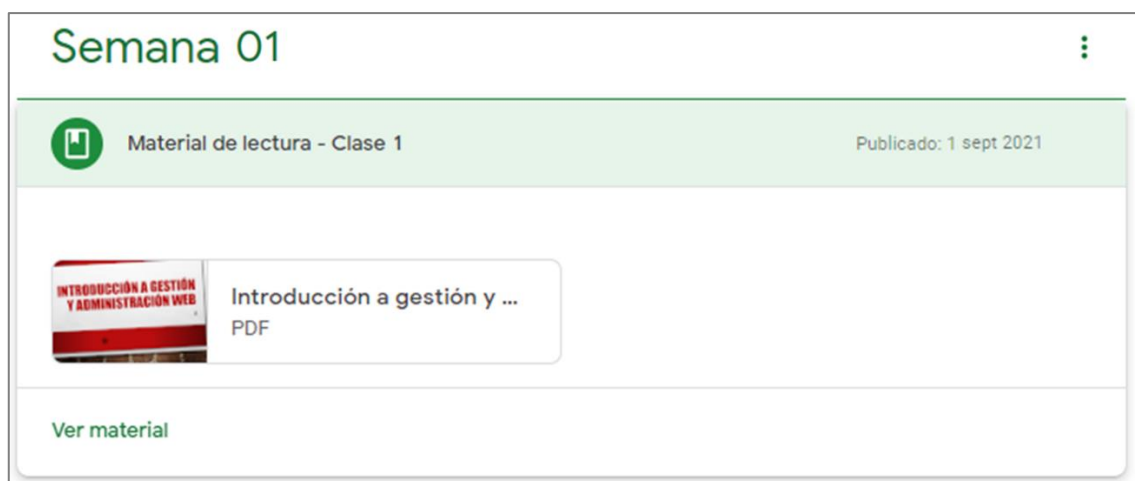 Semana 01
Material de lectura - Clase 1
Publicado: 1 sept 2021
INTRODUCCIÓN A GESTIÓN
Y ADMINISTRACIÓN WEB
Introducción a gestión y ...
PDF
Ver material